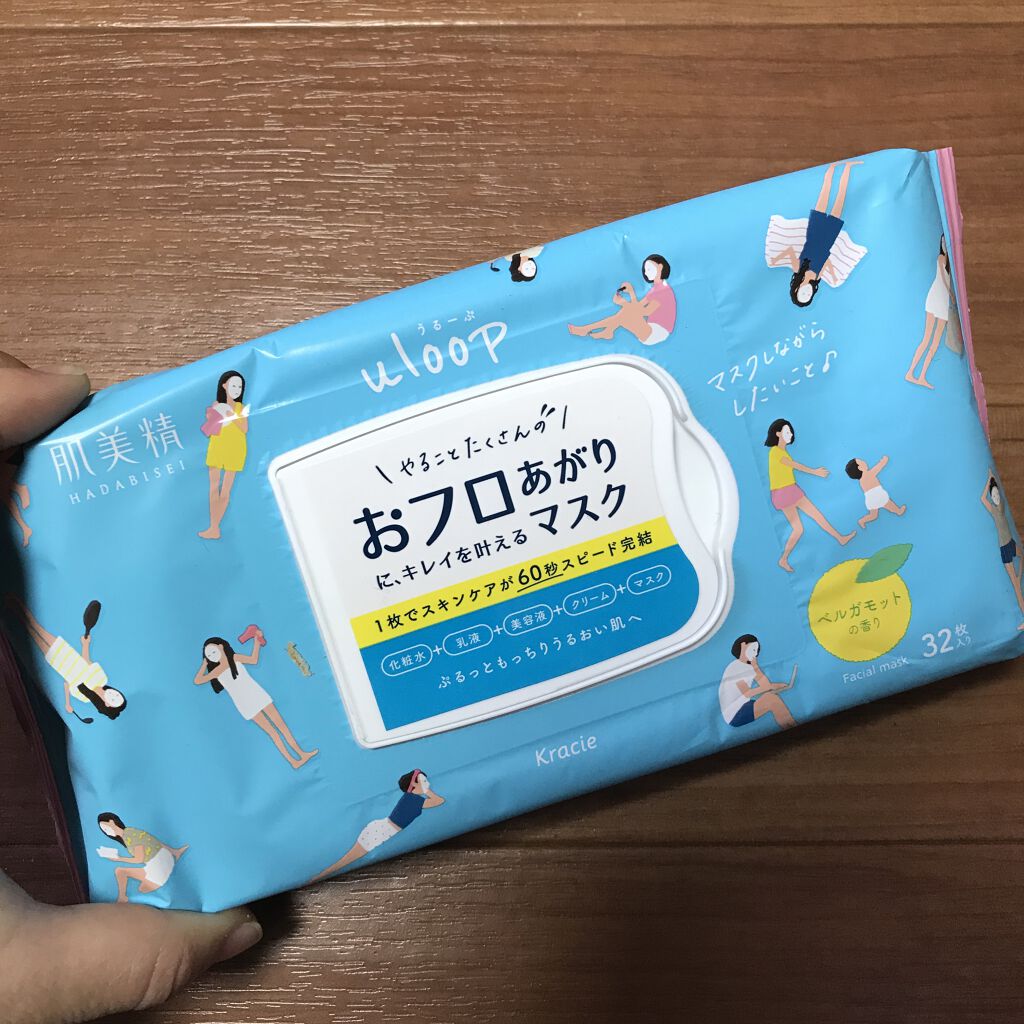 うるーぷ
uloop
肌美精
HADABISEI
やることたくさんの
おフロあがり
に、キレイを叶えるマスク
1枚でスキンケアが60秒スピード完結
化粧水+乳液+美容液+クリーム+マスク
ぷるっともっちりうるおい肌へ
マスクしながら
したいこと♪
ベルガモット
の香り
Facial mask
32枚入り
Kracie